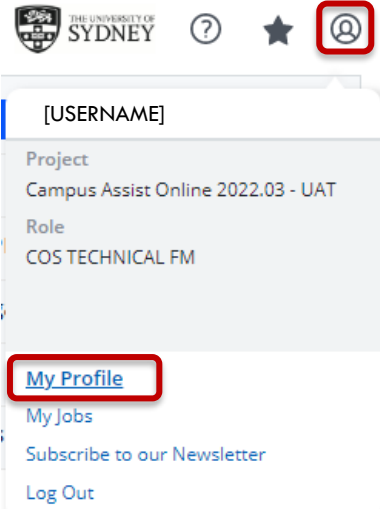 THE UNIVERSITY OF
SYDNEY
?
[USERNAME]
Project
Campus Assist Online 2022.03 - UAT
Role
COS TECHNICAL FM
My Profile
My Jobs
Subscribe to our Newsletter
Log Out